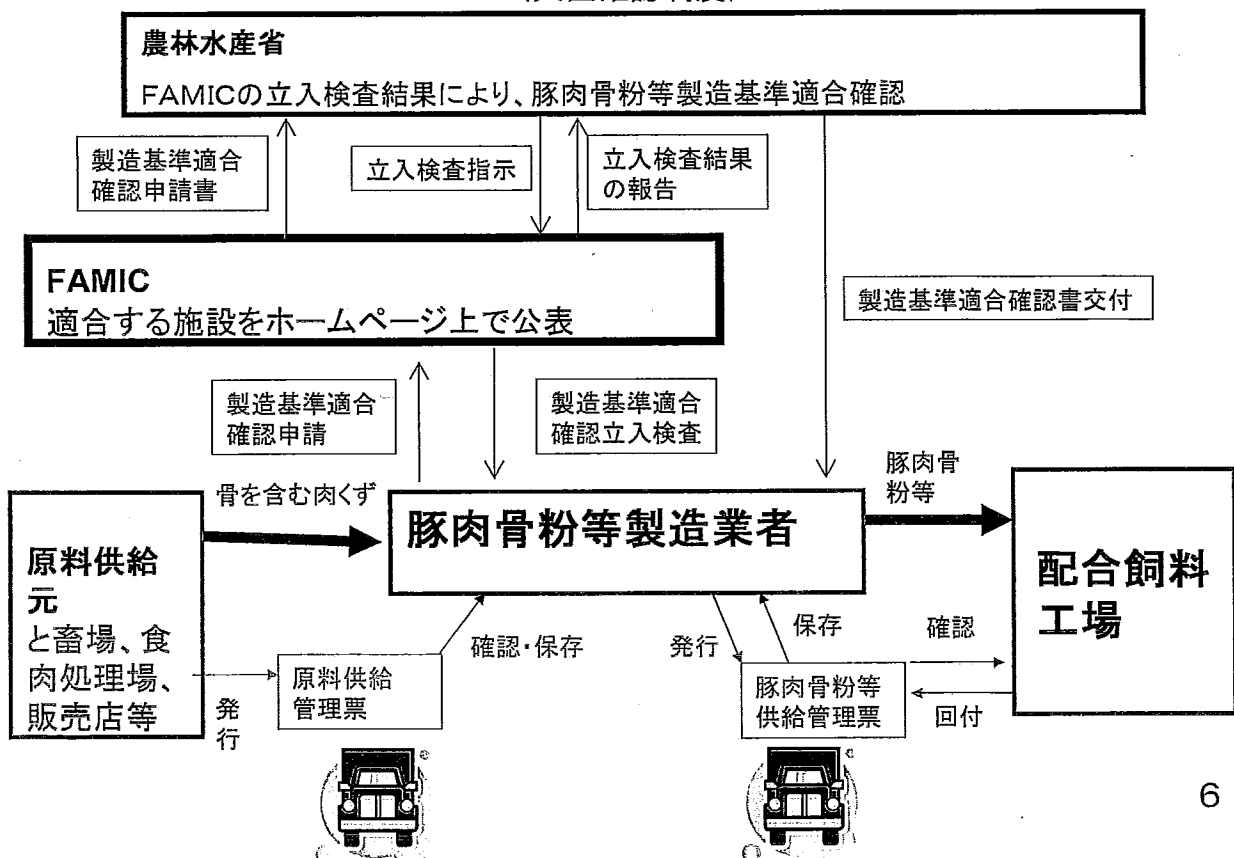 農林水産省
FAMICの立入検査結果により、豚肉骨粉等製造基準適合確認
製造基準適合
確認申請書
立入検査指示
立入検査結果
の報告
FAMIC
適合する施設をホームページ上で公表
製造基準適合確認書交付
製造基準適合
確認申請
製造基準適合
確認立入検査
豚肉骨
粉等
骨を含む肉くず
豚肉骨粉等製造業者
原料供給
元
と畜場、食
肉処理場、
販売店等
配合飼料
工場
発
行
原料供給
管理票
確認・保存
発行
保存
確認
豚肉骨粉等
供給管理票
回付
6